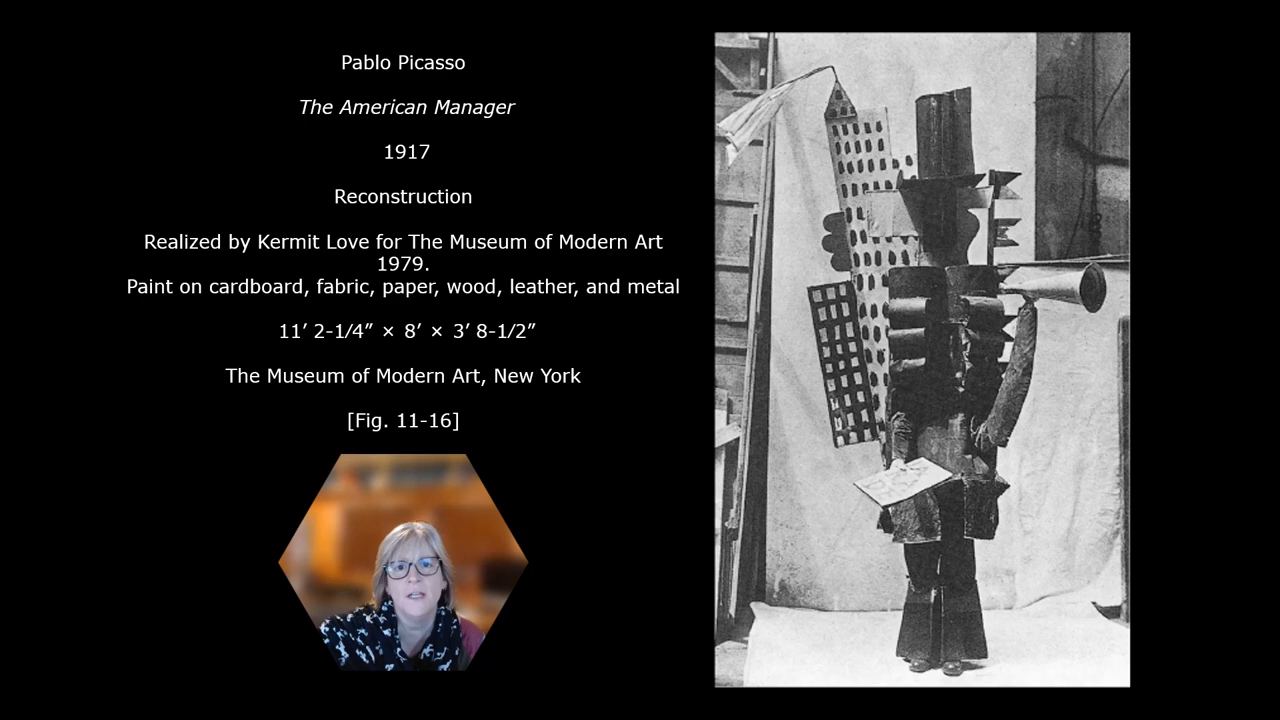 Pablo Picasso
The American Manager
1917
Reconstruction
Realized by Kermit Love for The Museum of Modern Art
1979.
Paint on cardboard, fabric, paper, wood, leather, and metal
11’ 2-1/4” × 8’ × 3’ 8-1/2”
The Museum of Modern Art, New York
[Fig. 11-16]